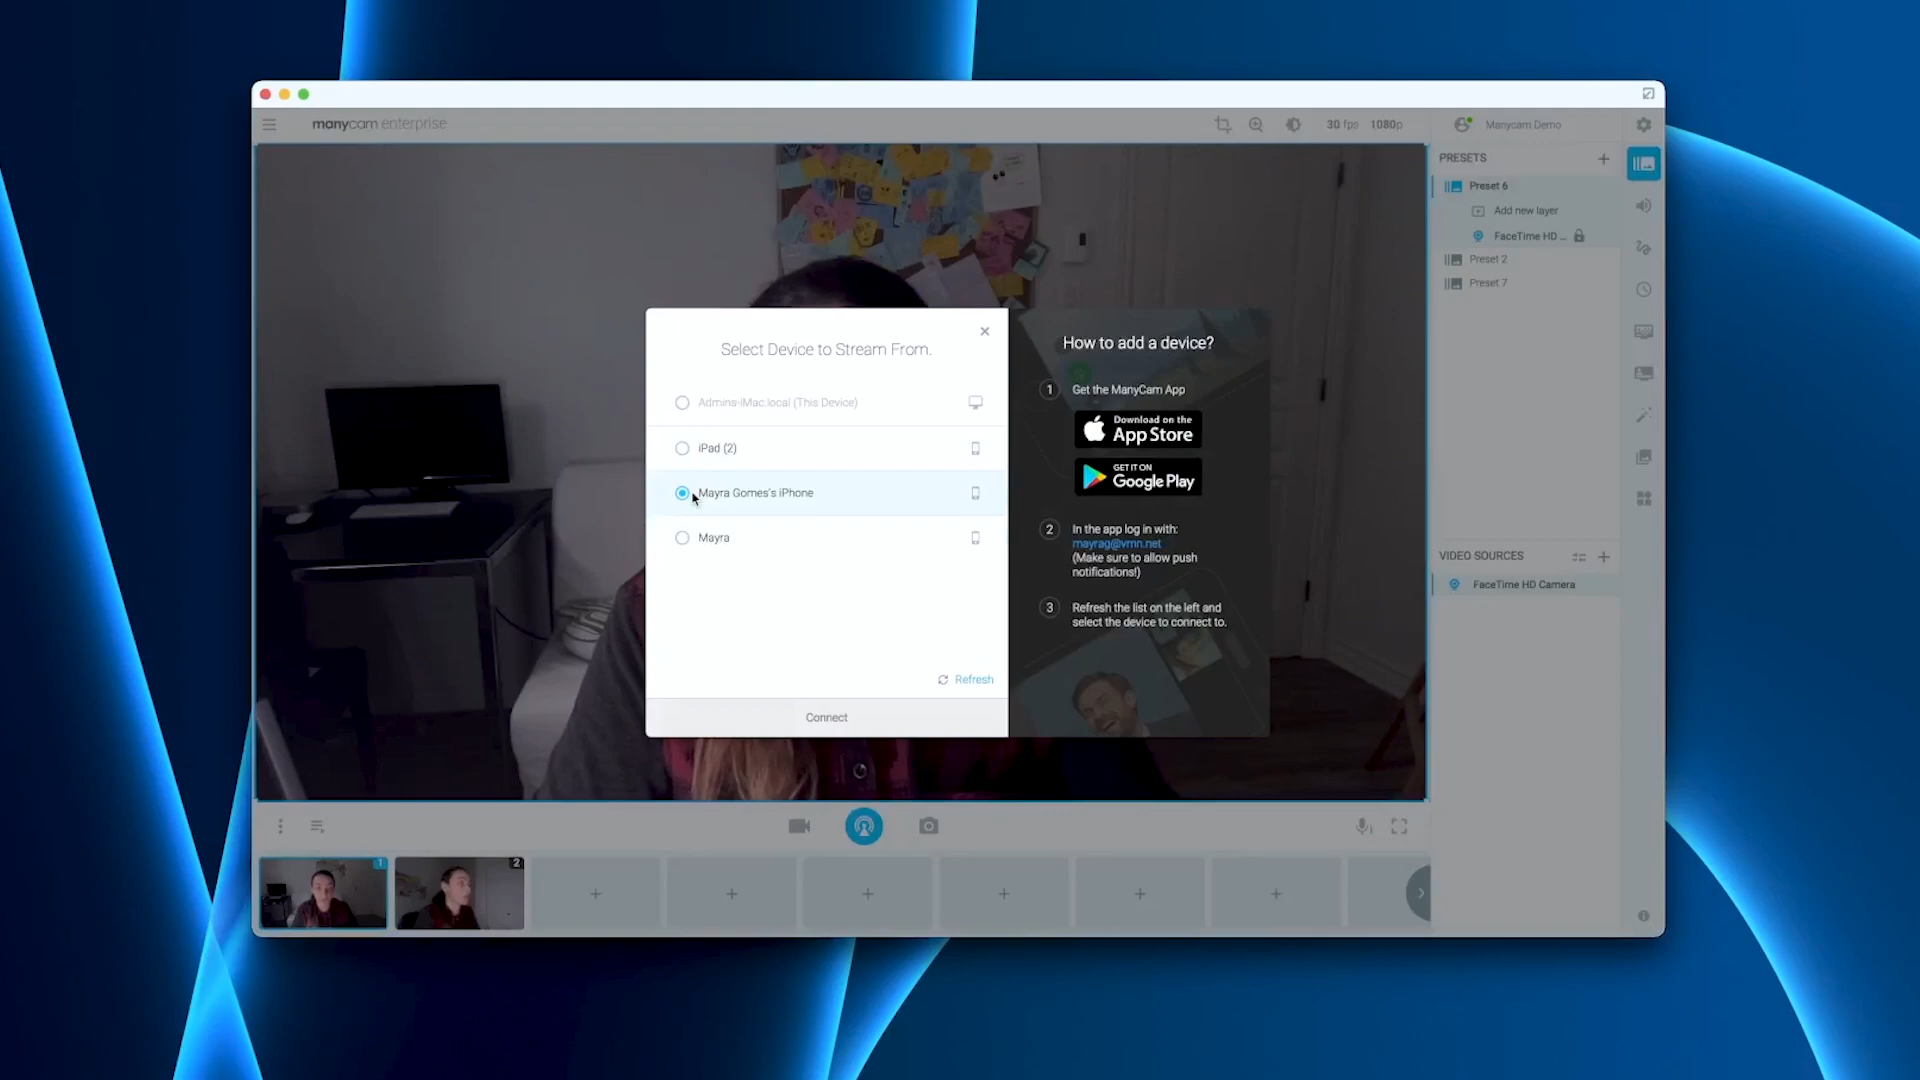 manycam enterprise
30 fps 1080p
Manycam Demo
PRESETS
Preset 6
Add new layer
FaceTime HD ...
Preset 2
Preset 7
Select Device to Stream From.
Admins-iMac.local (This Device)
iPad (2)
Mayra Gomes's iPhone
Mayra
Refresh
Connect
How to add a device?
1 Get the ManyCam App
Download on the
App Store
GET IT ON
Google Play
2 In the app log in with:
mayrag@vmn.net
(Make sure to allow push
notifications!)
3 Refresh the list on the left and
select the device to connect to.
VIDEO SOURCES
FaceTime HD Camera
1
2